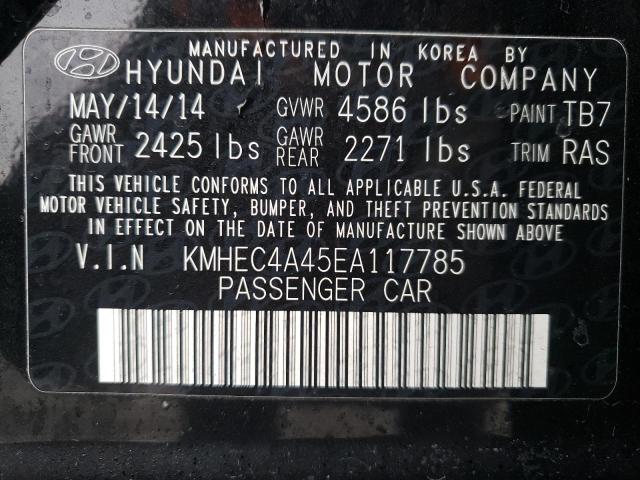 MANUFACTURED IN KOREA BY
HYUNDAI MOTOR COMPANY
MAY/14/14 GVWR 4586 lbs PAINT TB7
GAWR FRONT 2425 lbs GAWR REAR 2271 lbs TRIM RAS
THIS VEHICLE CONFORMS TO ALL APPLICABLE U.S.A. FEDERAL
MOTOR VEHICLE SAFETY, BUMPER, AND THEFT PREVENTION STANDARDS
IN EFFECT ON THE DATE OF MANUFACTURE SHOWN ABOVE.
V.I.N KMHEC4A45EA117785
PASSENGER CAR